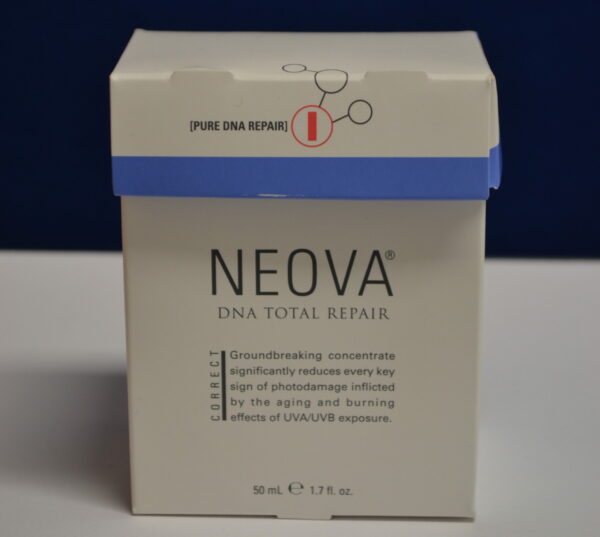 [PURE DNA REPAIR]
NEOVA®
DNA TOTAL REPAIR
CORRECT
Groundbreaking concentrate
significantly reduces every key
sign of photodamage inflicted
by the aging and burning
effects of UVA/UVB exposure.
50 mL ℮ 1.7 fl. oz.